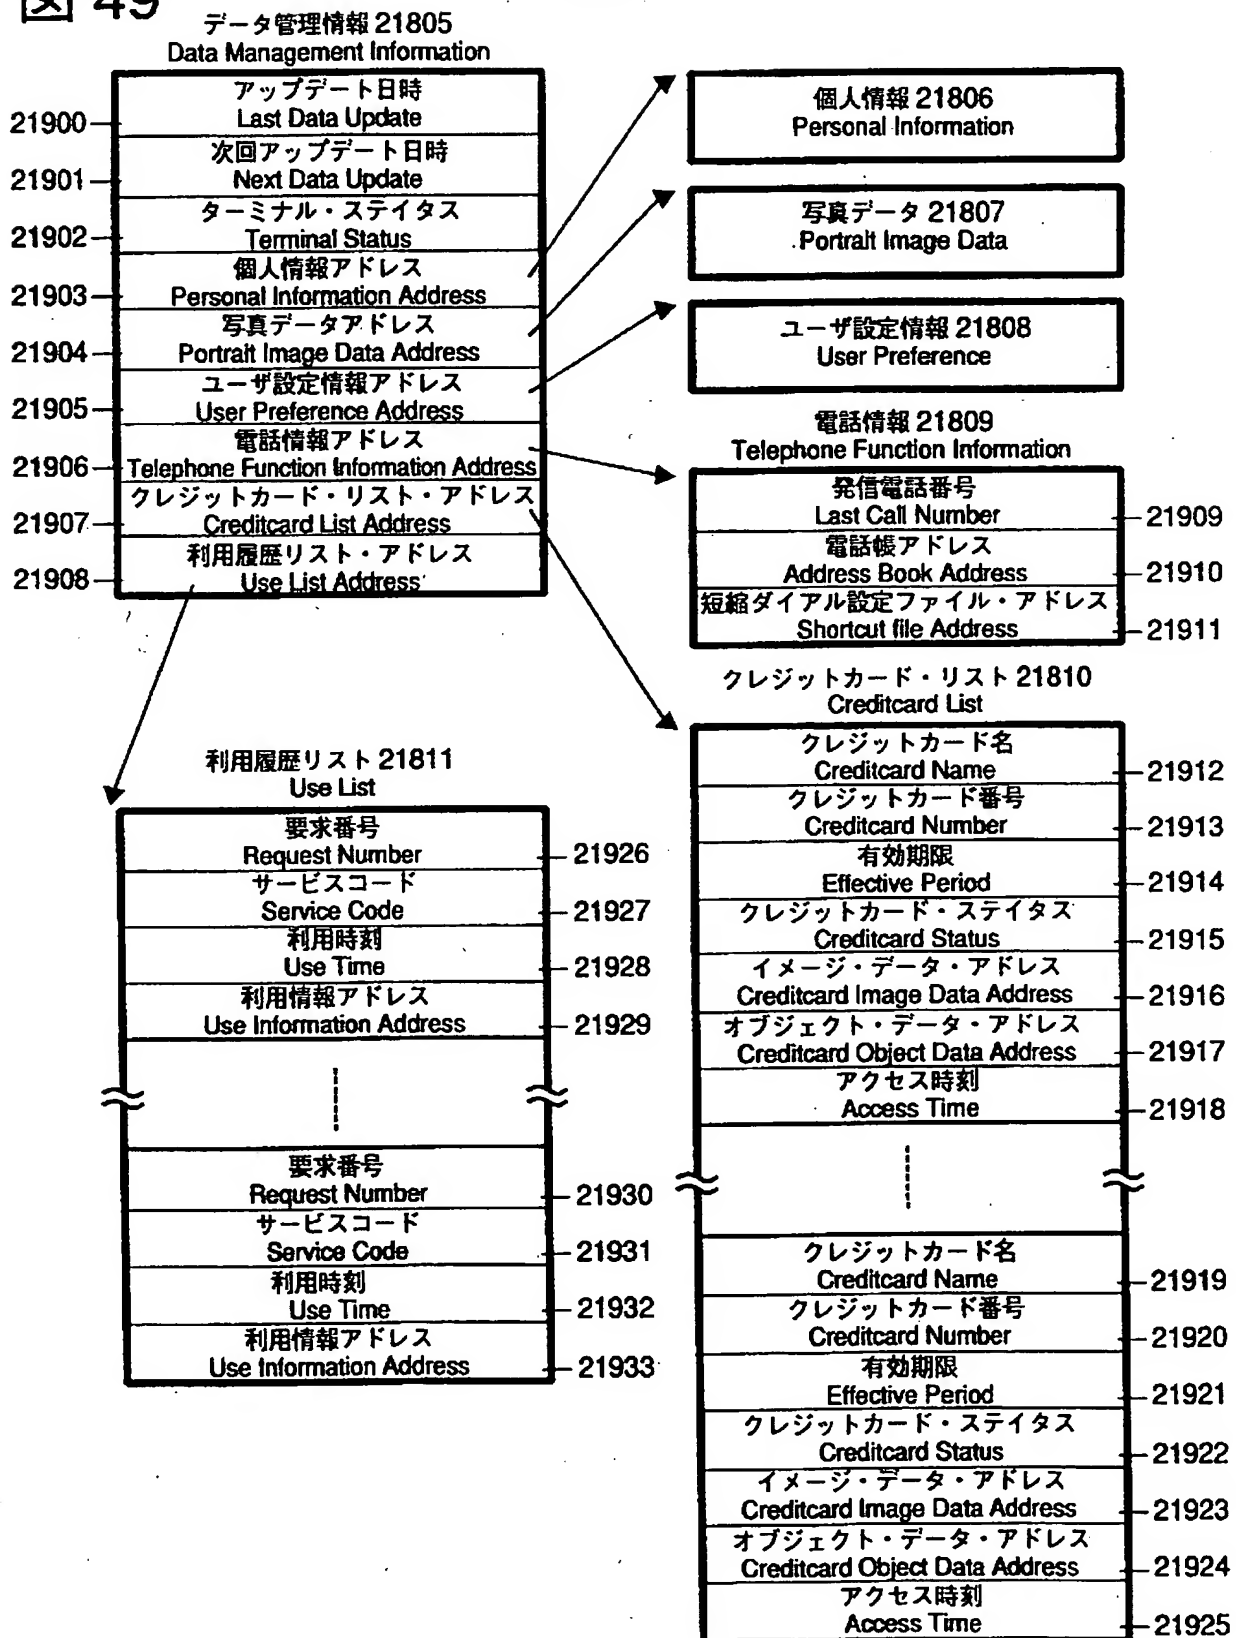 図 49
データ管理情報 21805
Data Management Information
アップデート日時
Last Data Update
21900
次回アップデート日時
Next Data Update
21901
ターミナル・ステイタス
Terminal Status
21902
個人情報アドレス
Personal Information Address
21903
写真データアドレス
Portrait Image Data Address
21904
ユーザ設定情報アドレス
User Preference Address
21905
電話情報アドレス
Telephone Function Information Address
21906
クレジットカード・リスト・アドレス
Creditcard List Address
21907
利用履歴リスト・アドレス
Use List Address
21908
個人情報 21806
Personal Information
写真データ 21807
Portrait Image Data
ユーザ設定情報 21808
User Preference
電話情報 21809
Telephone Function Information
発信電話番号
Last Call Number
21909
電話帳アドレス
Address Book Address
21910
短縮ダイアル設定ファイル・アドレス
Shortcut file Address
21911
クレジットカード・リスト 21810
Creditcard List
クレジットカード名
Creditcard Name
21912
クレジットカード番号
Creditcard Number
21913
有効期限
Effective Period
21914
クレジットカード・ステイタス
Creditcard Status
21915
イメージ・データ・アドレス
Creditcard Image Data Address
21916
オブジェクト・データ・アドレス
Creditcard Object Data Address
21917
アクセス時刻
Access Time
21918
クレジットカード名
Creditcard Name
21919
クレジットカード番号
Creditcard Number
21920
有効期限
Effective Period
21921
クレジットカード・ステイタス
Creditcard Status
21922
イメージ・データ・アドレス
Creditcard Image Data Address
21923
オブジェクト・データ・アドレス
Creditcard Object Data Address
21924
アクセス時刻
Access Time
21925
利用履歴リスト 21811
Use List
要求番号
Request Number
21926
サービスコード
Service Code
21927
利用時刻
Use Time
21928
利用情報アドレス
Use Information Address
21929
要求番号
Request Number
21930
サービスコード
Service Code
21931
利用時刻
Use Time
21932
利用情報アドレス
Use Information Address
21933